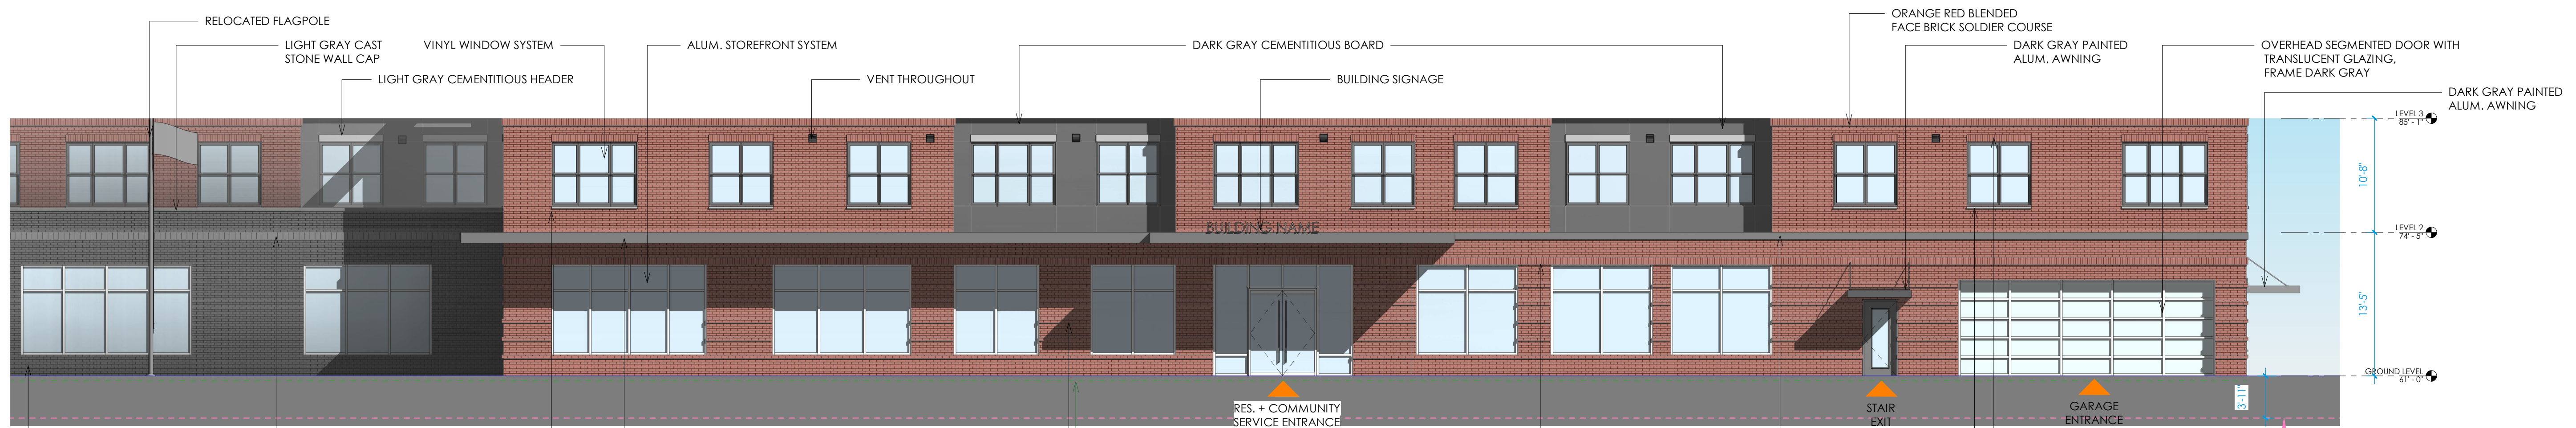 RELOCATED FLAGPOLE
LIGHT GRAY CAST
STONE WALL CAP
LIGHT GRAY CEMENTITIOUS HEADER
VINYL WINDOW SYSTEM
ALUM. STOREFRONT SYSTEM
VENT THROUGHOUT
DARK GRAY CEMENTITIOUS BOARD
BUILDING SIGNAGE
ORANGE RED BLENDED
FACE BRICK SOLDIER COURSE
DARK GRAY PAINTED
ALUM. AWNING
OVERHEAD SEGMENTED DOOR WITH
TRANSLUCENT GLAZING,
FRAME DARK GRAY
DARK GRAY PAINTED
ALUM. AWNING
LEVEL 3
85' - 1"
10'-8"
BUILDING NAME
LEVEL 2
74' - 5"
13'-5"
GROUND LEVEL
61' - 0"
3'-11"
RES. + COMMUNITY
SERVICE ENTRANCE
STAIR
EXIT
GARAGE
ENTRANCE